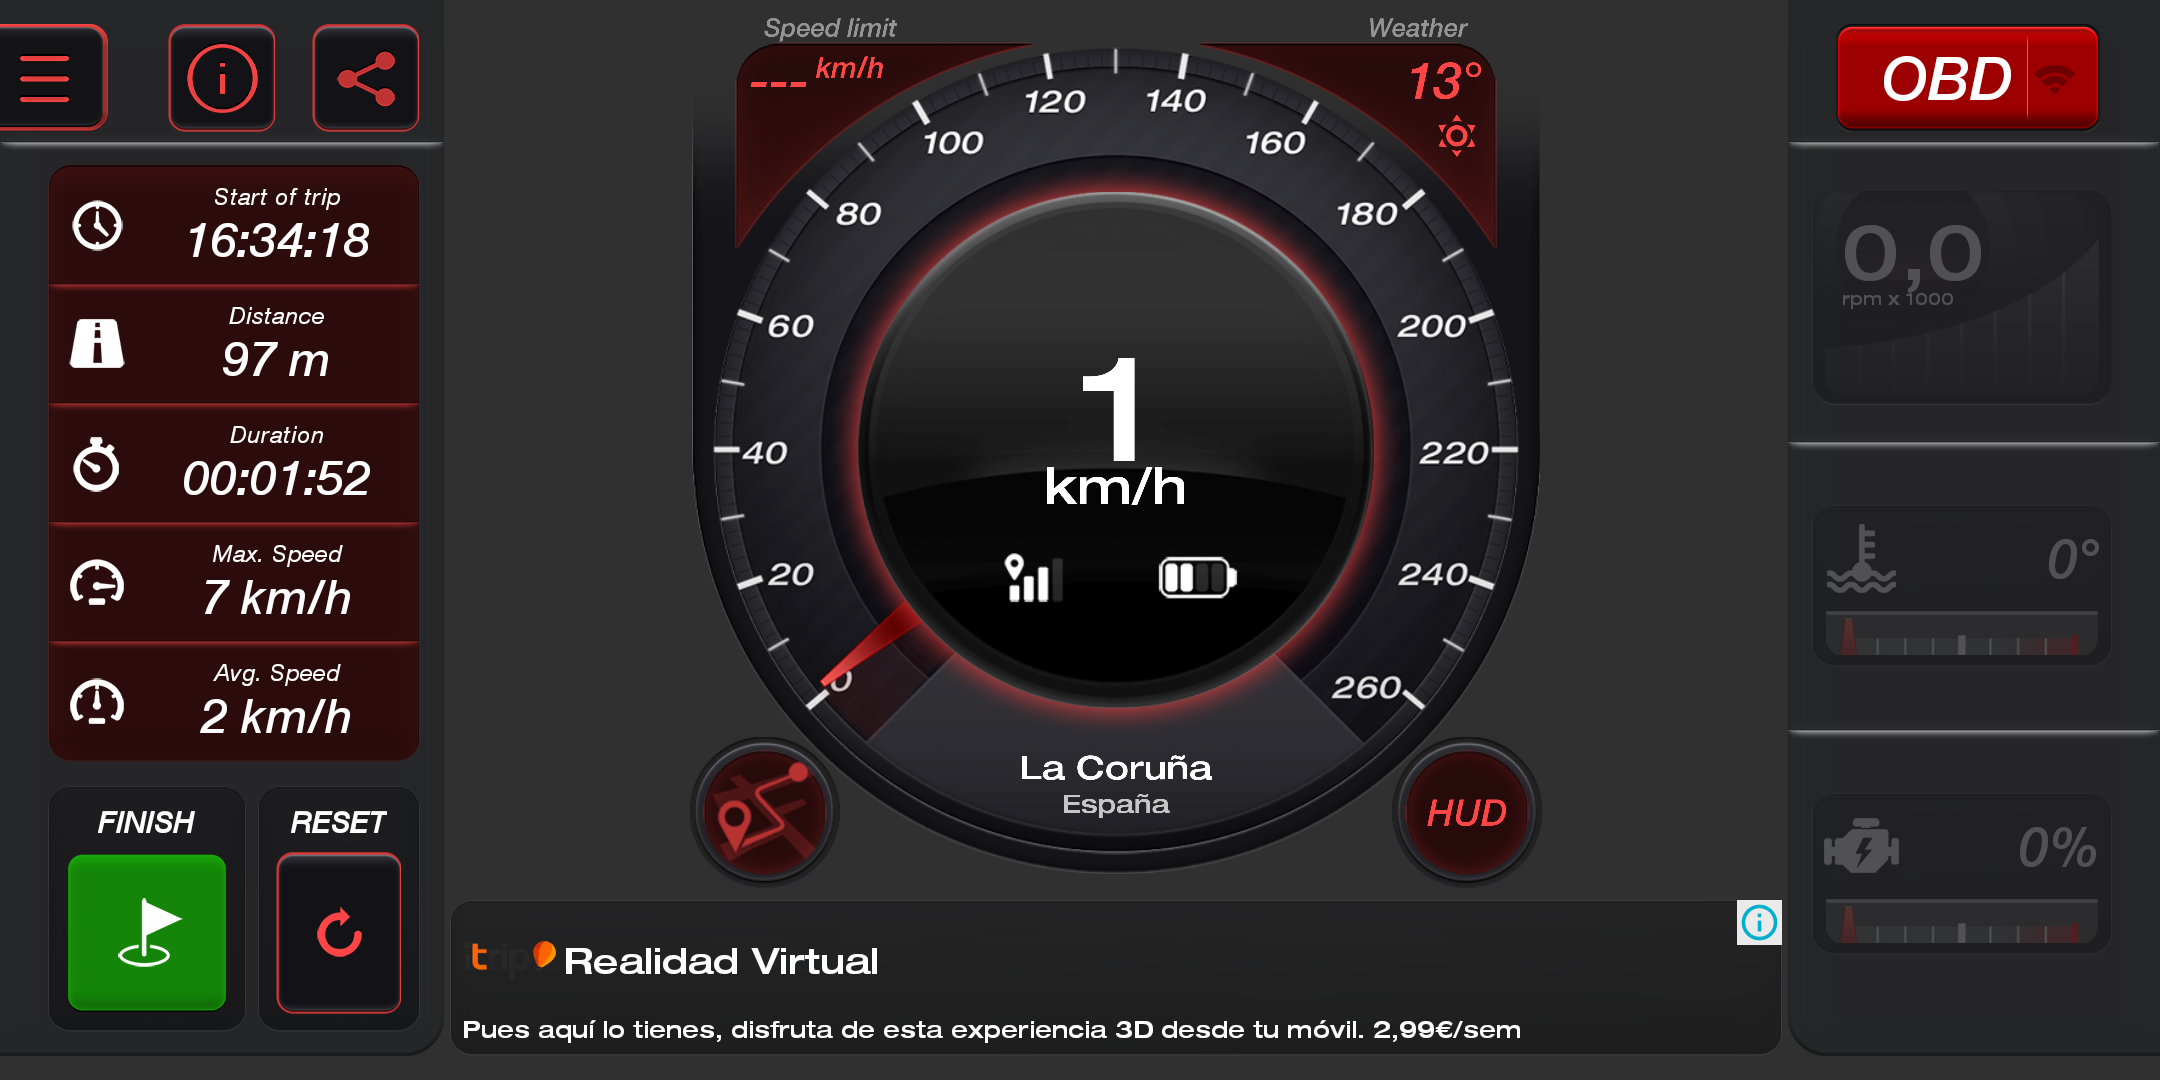 Start of trip
16:34:18
Distance
97 m
Duration
00:01:52
Max. Speed
7 km/h
Avg. Speed
2 km/h
FINISH
RESET
Speed limit
--- km/h
Weather
13°
0
20
40
60
80
100
120
140
160
180
200
220
240
260
1
km/h
La Coruña
España
HUD
itrip
Realidad Virtual
Pues aquí lo tienes, disfruta de esta experiencia 3D desde tu móvil. 2,99€/sem
OBD
0,0
rpm x 1000
0°
0%